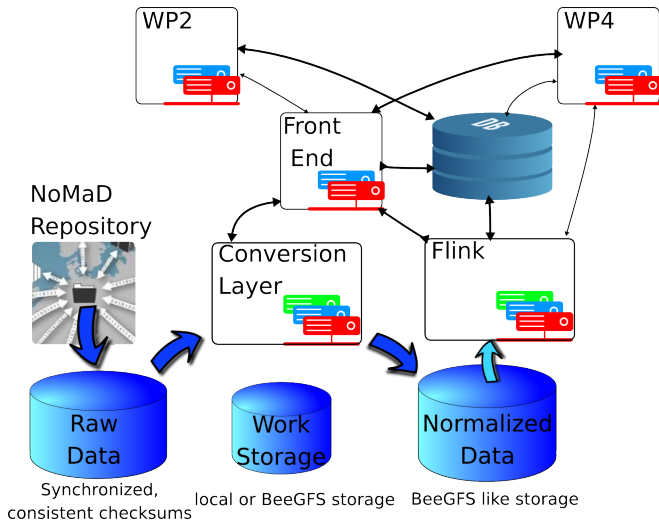 WP2
WP4
Front
End
DB
NoMaD
Repository
Conversion
Layer
Flink
Raw
Data
Work
Storage
Normalized
Data
Synchronized,
consistent checksums
local or BeeGFS storage
BeeGFS like storage